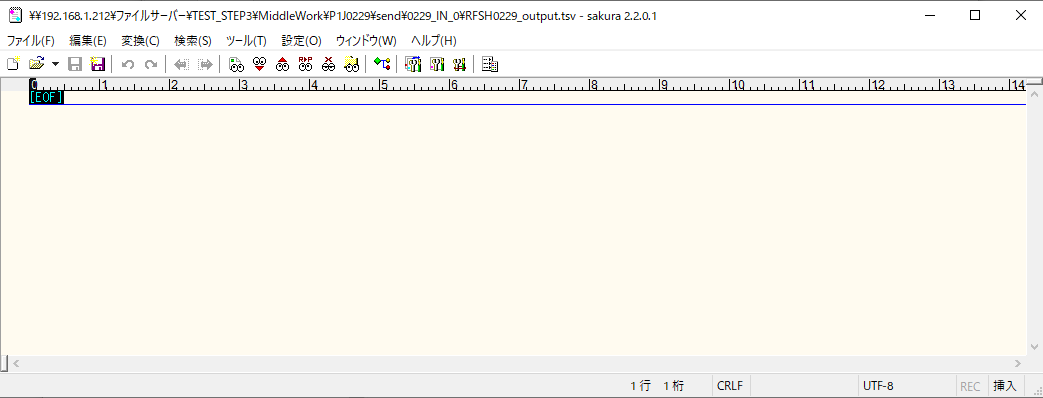 ¥¥192.168.1.212¥ファイルサーバー¥TEST_STEP3¥MiddleWork¥P1J0229¥send¥0229_IN_0¥RFSH0229_output.tsv - sakura 2.2.0.1
ファイル(F) 編集(E) 変換(C) 検索(S) ツール(T) 設定(O) ウィンドウ(W) ヘルプ(H)
0 1 2 3 4 5 6 7 8 9 10 11 12 13 14
[EOF]
1 行 1 桁 CRLF UTF-8 REC 挿入